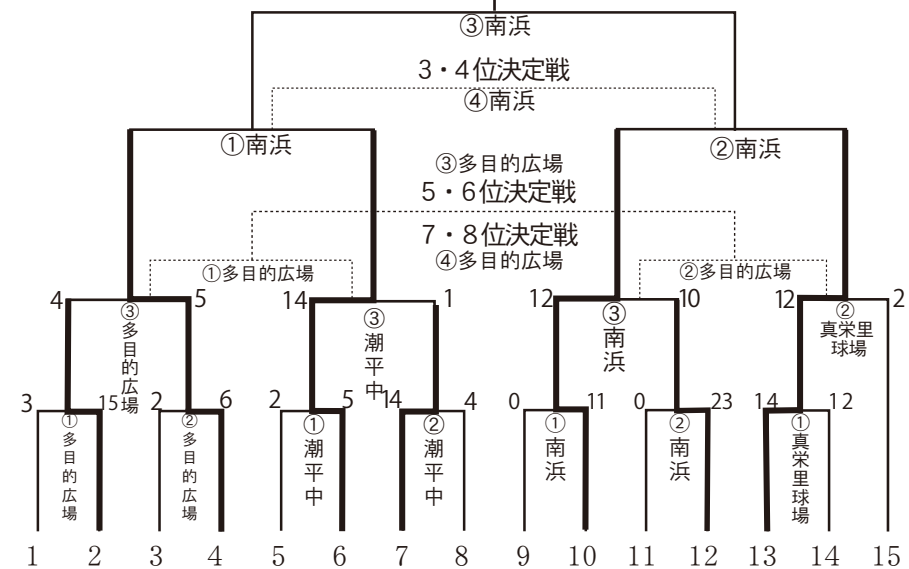 ③南浜
3・4位決定戦
④南浜
①南浜
②南浜
③多目的広場
5・6位決定戦
7・8位決定戦
④多目的広場
①多目的広場
②多目的広場
4
5
14
1
12
10
12
2
③多目的広場
③潮平中
③南浜
②真栄里球場
3
15
2
6
2
5
14
4
0
11
0
23
14
12
①多目的広場
②多目的広場
①潮平中
②潮平中
①南浜
②南浜
①真栄里球場
1 2 3 4 5 6 7 8 9 10 11 12 13 14 15